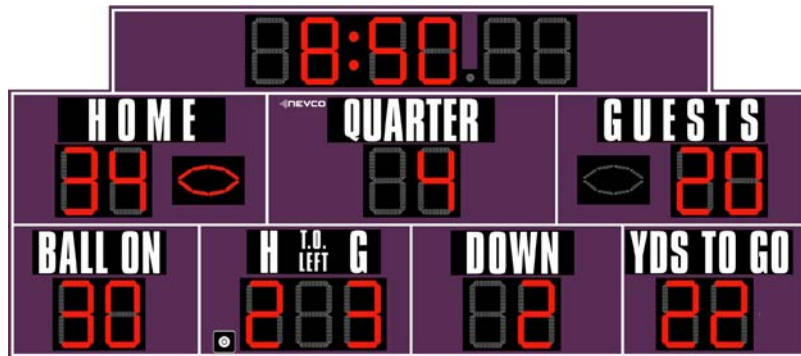 8:50
HOME NEVCO QUARTER GUESTS
34 4 20
BALL ON H T.O. LEFT G DOWN YDS TO GO
30 2 3 2 22